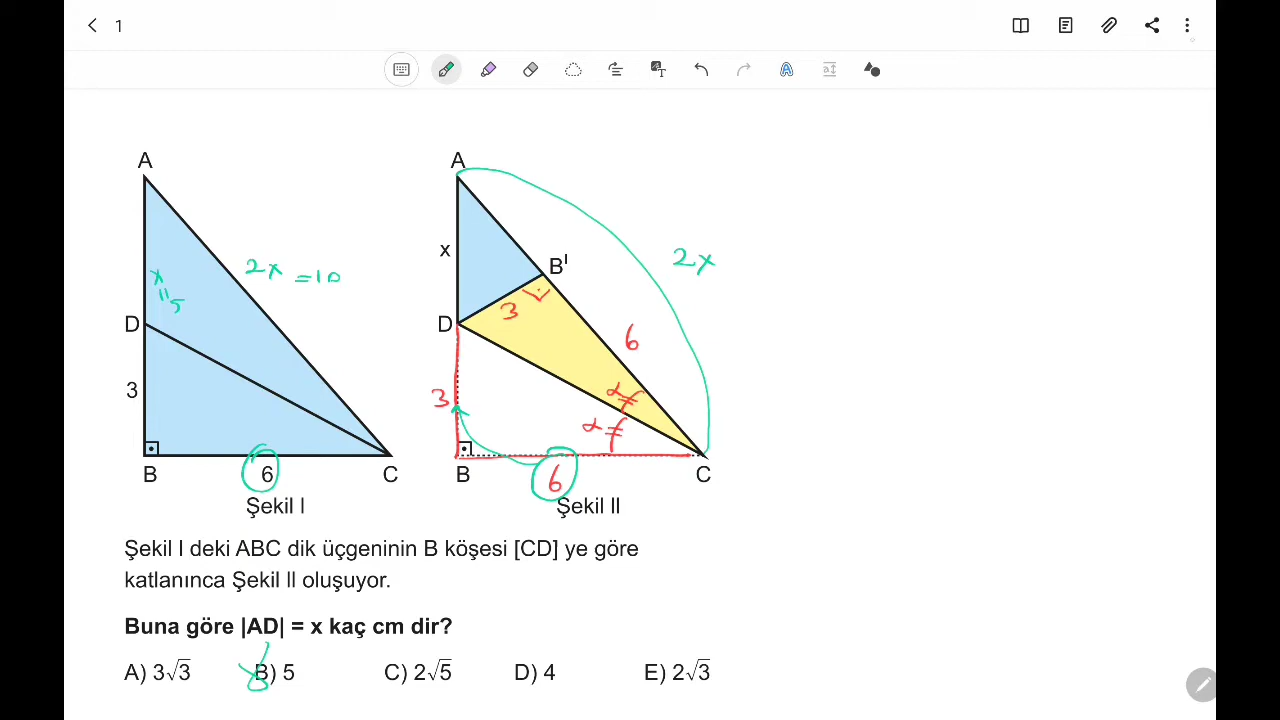 1
A
D
3
B
6
C
Şekil I
x
11
5
2x = 10
A
x
B'
D
3
3
6
α
α
B
6
C
2x
Şekil II
Şekil I deki ABC dik üçgeninin B köşesi [CD] ye göre
katlanınca Şekil II oluşuyor.
Buna göre |AD| = x kaç cm dir?
A) 3√3 B) 5 C) 2√5 D) 4 E) 2√3